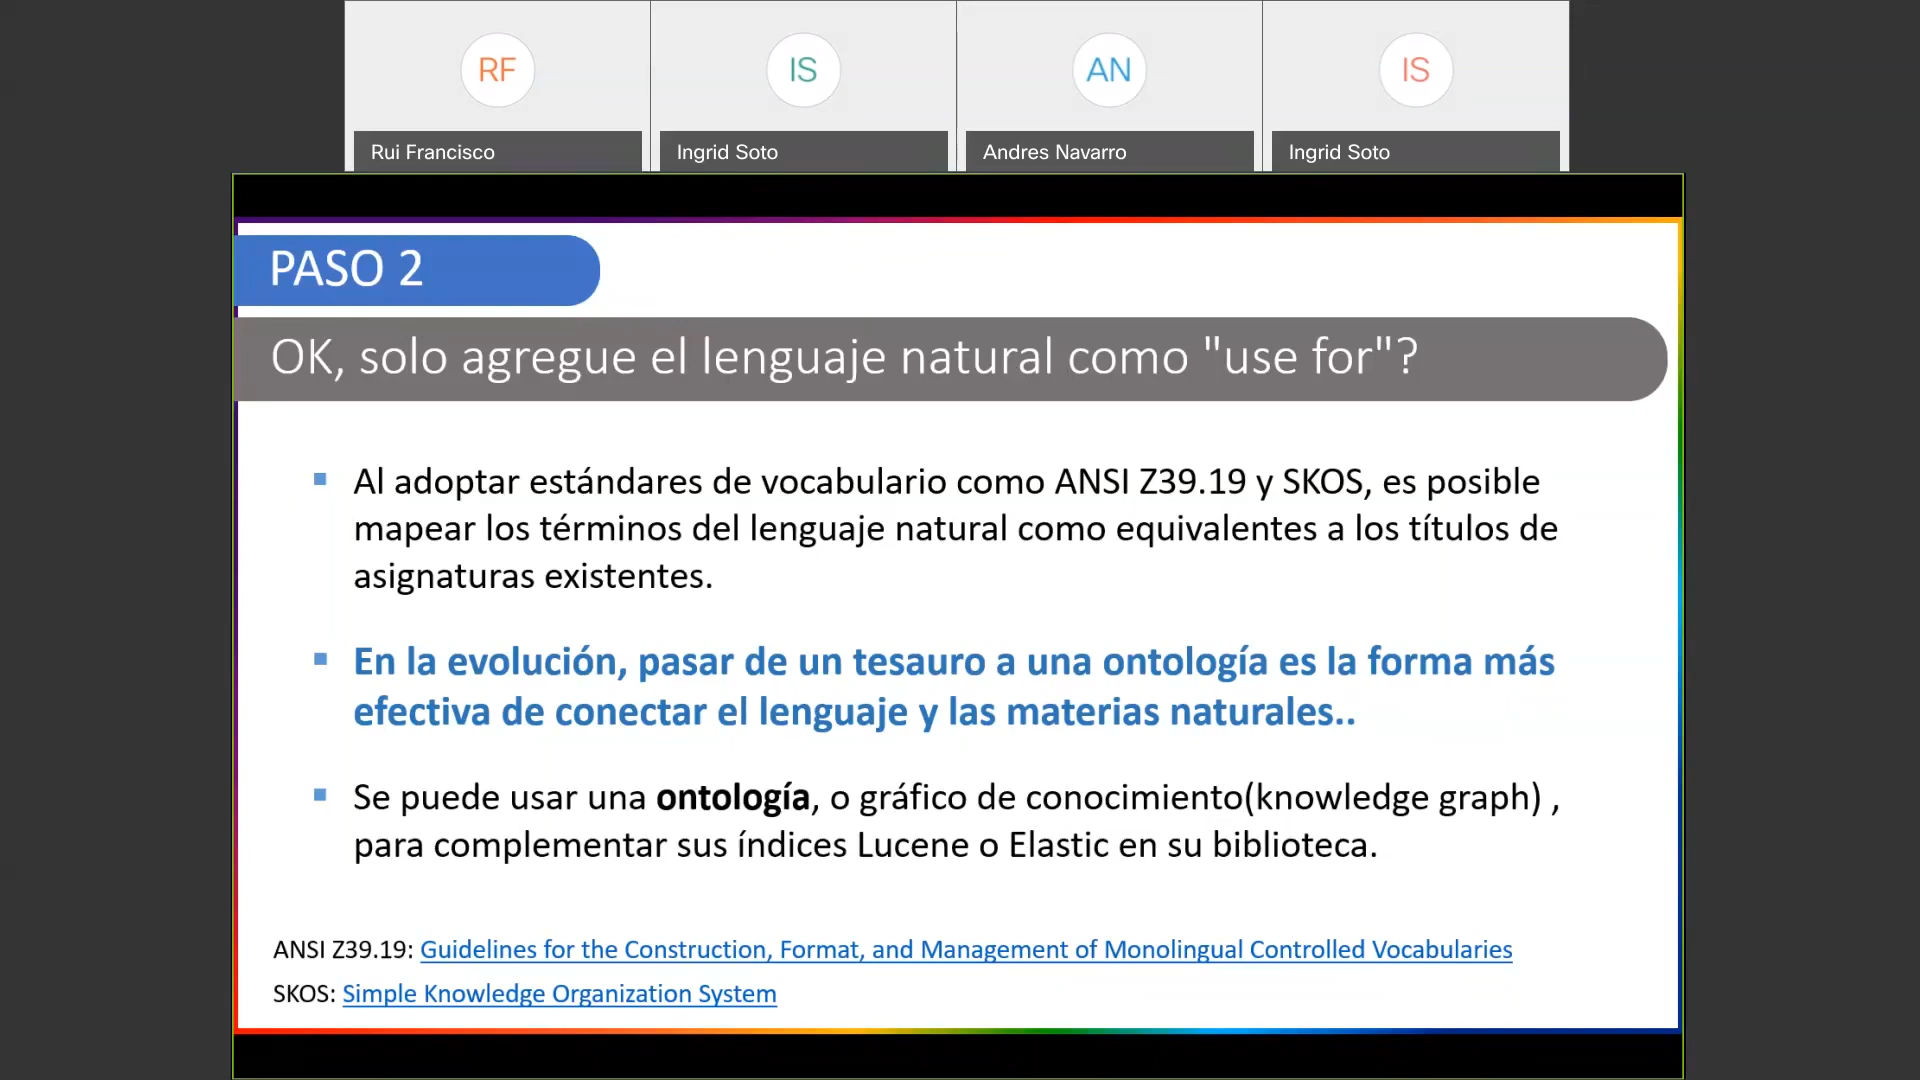 RF
IS
AN
IS
Rui Francisco
Ingrid Soto
Andres Navarro
Ingrid Soto
PASO 2
OK, solo agregue el lenguaje natural como "use for"?
Al adoptar estándares de vocabulario como ANSI Z39.19 y SKOS, es posible
mapear los términos del lenguaje natural como equivalentes a los títulos de
asignaturas existentes.
En la evolución, pasar de un tesauro a una ontología es la forma más
efectiva de conectar el lenguaje y las materias naturales..
Se puede usar una ontología, o gráfico de conocimiento(knowledge graph) ,
para complementar sus índices Lucene o Elastic en su biblioteca.
ANSI Z39.19: Guidelines for the Construction, Format, and Management of Monolingual Controlled Vocabularies
SKOS: Simple Knowledge Organization System